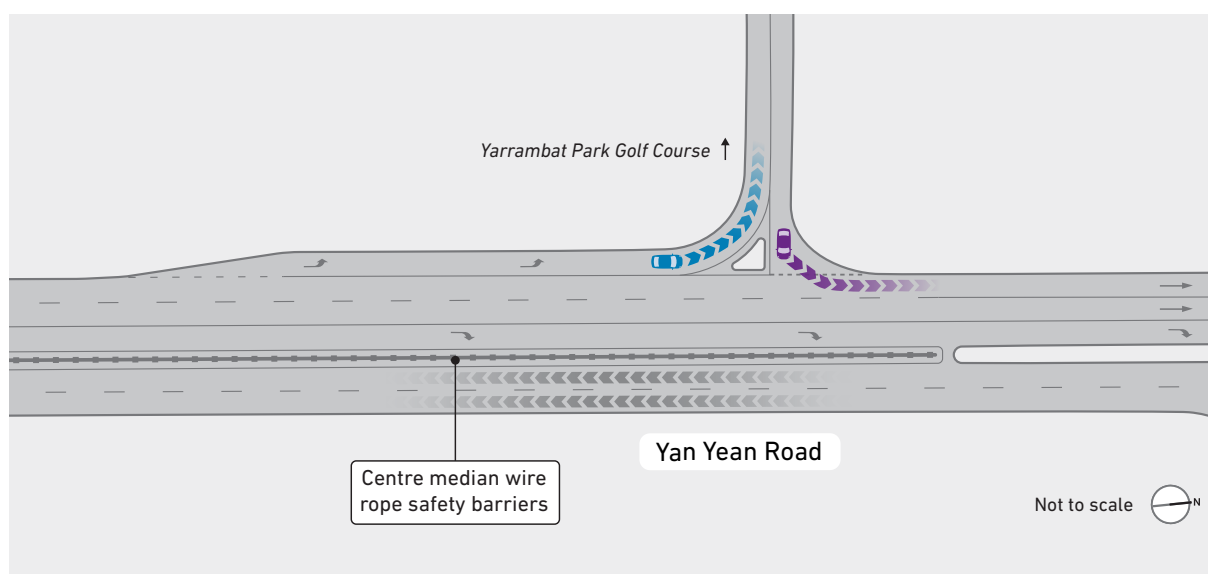 Yarrambat Park Golf Course
Yan Yean Road
Centre median wire
rope safety barriers
Not to scale
N